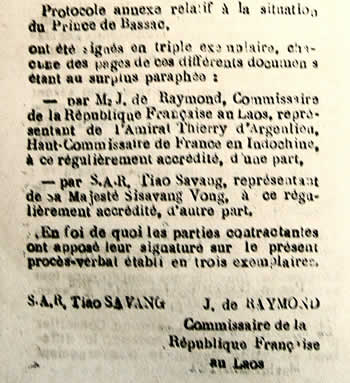 Protocole annexe relatif à la situation
du Prince de Bassac,
ont été signés en triple exemplaire, cha-
cune des pages de ces différents documen s
étant au surplus paraphée :
— par M. J. de Raymond, Commissaire
de la République Française au Laos, repré-
sentant de l'Amiral Thierry d'Argenlieu,
Haut-Commissaire de France en Indochine,
à ce régulièrement accrédité, d'une part,
— par S.A.R. Tiao Savang, représentant
de sa Majesté Sisavang Vong, à ce régu-
lièrement accrédité, d'autre part.
En foi de quoi les parties contractantes
ont apposé leur signature sur le présent
procès-verbal établi en trois exemplaires.
S.A.R. Tiao SAVANG J. de RAYMOND
Commissaire de la
République Française
au Laos